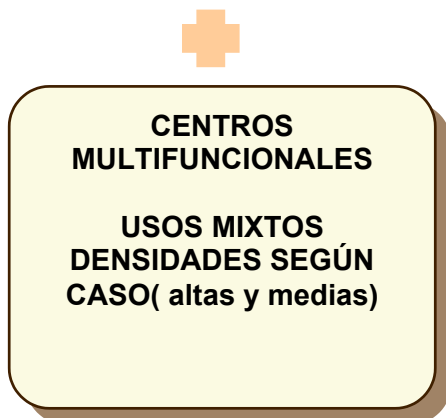 CENTROS
MULTIFUNCIONALES
USOS MIXTOS
DENSIDADES SEGÚN
CASO( altas y medias)